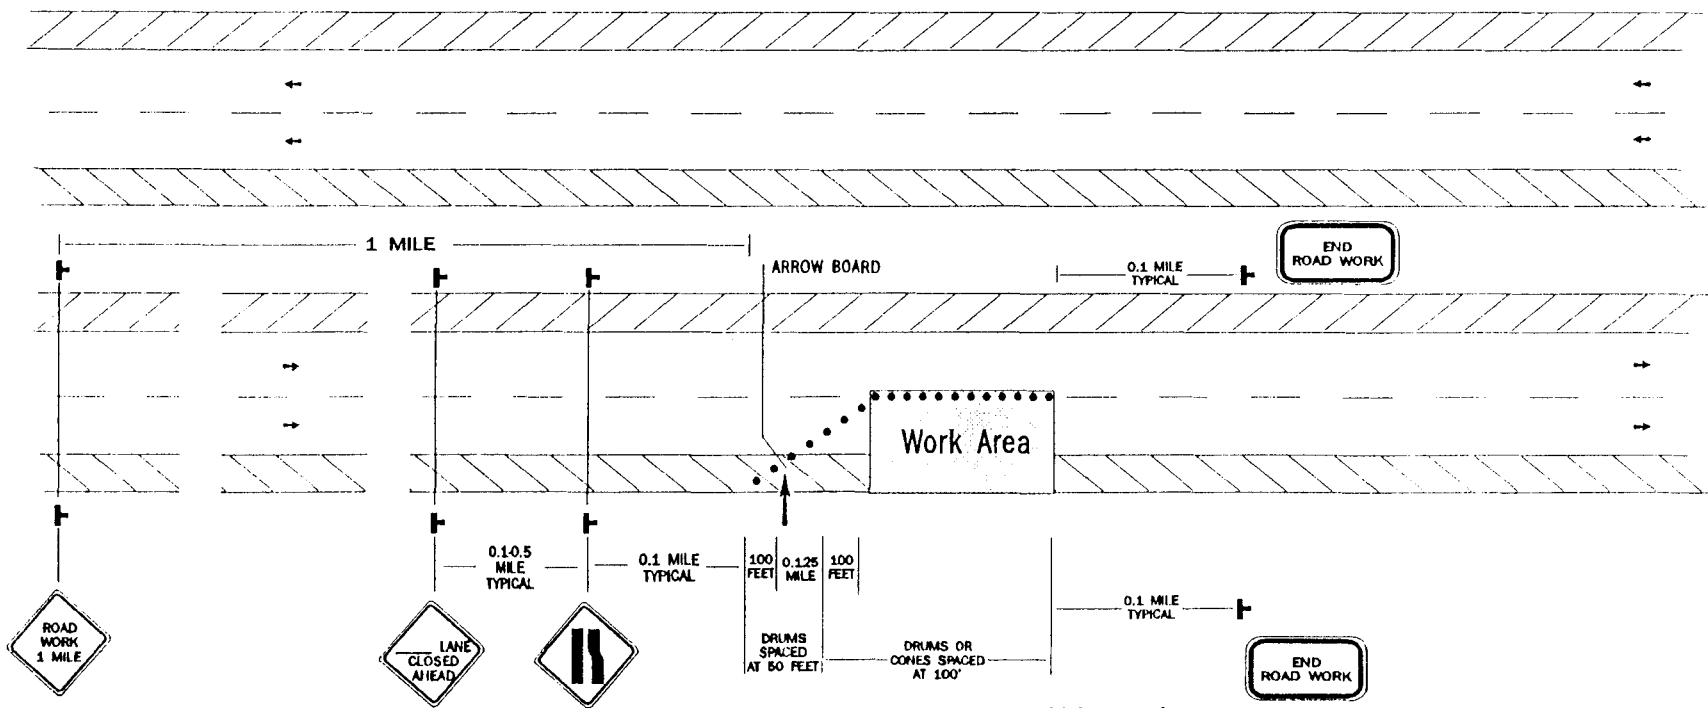 1 MILE
ARROW BOARD
0.1 MILE
TYPICAL
END
ROAD WORK
Work Area
0.1-0.5
MILE
TYPICAL
0.1 MILE
TYPICAL
100
FEET
0.125
MILE
100
FEET
0.1 MILE
TYPICAL
ROAD
WORK
1 MILE
____ LANE
CLOSED
AHEAD
DRUMS
SPACED
AT 50 FEET
DRUMS OR
CONES SPACED
AT 100'
END
ROAD WORK